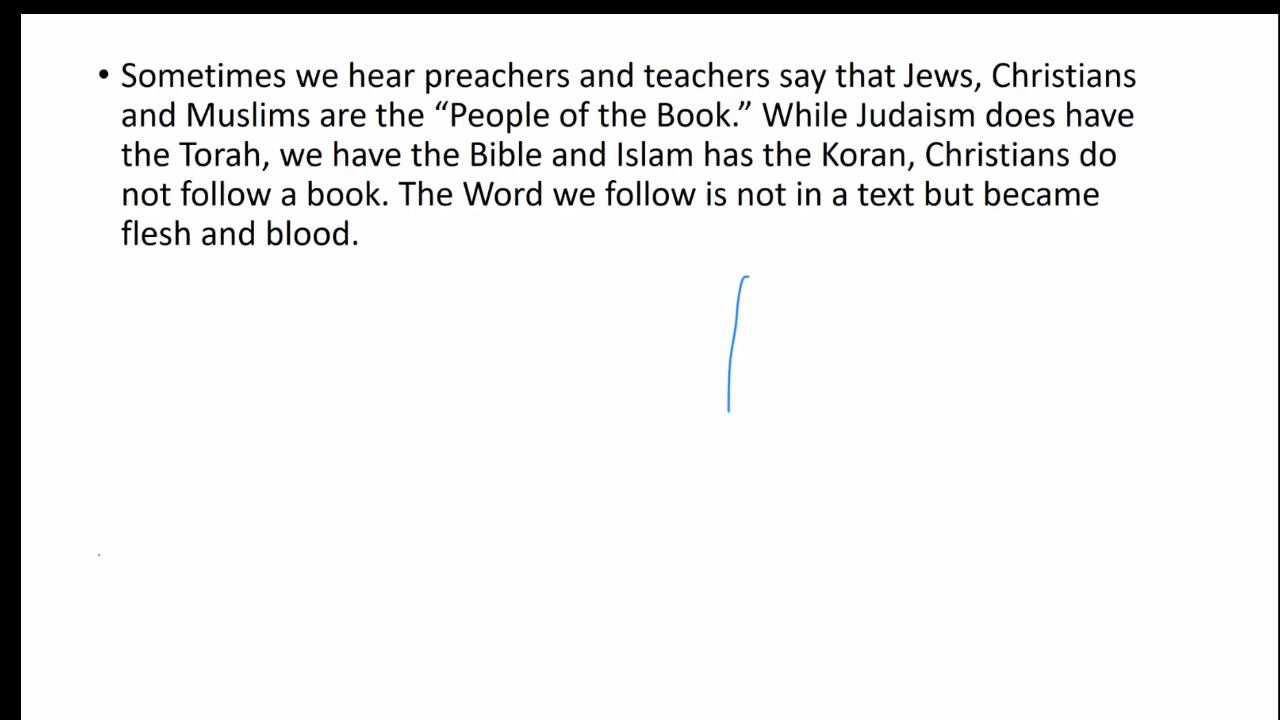 • Sometimes we hear preachers and teachers say that Jews, Christians
and Muslims are the “People of the Book.” While Judaism does have
the Torah, we have the Bible and Islam has the Koran, Christians do
not follow a book. The Word we follow is not in a text but became
flesh and blood.